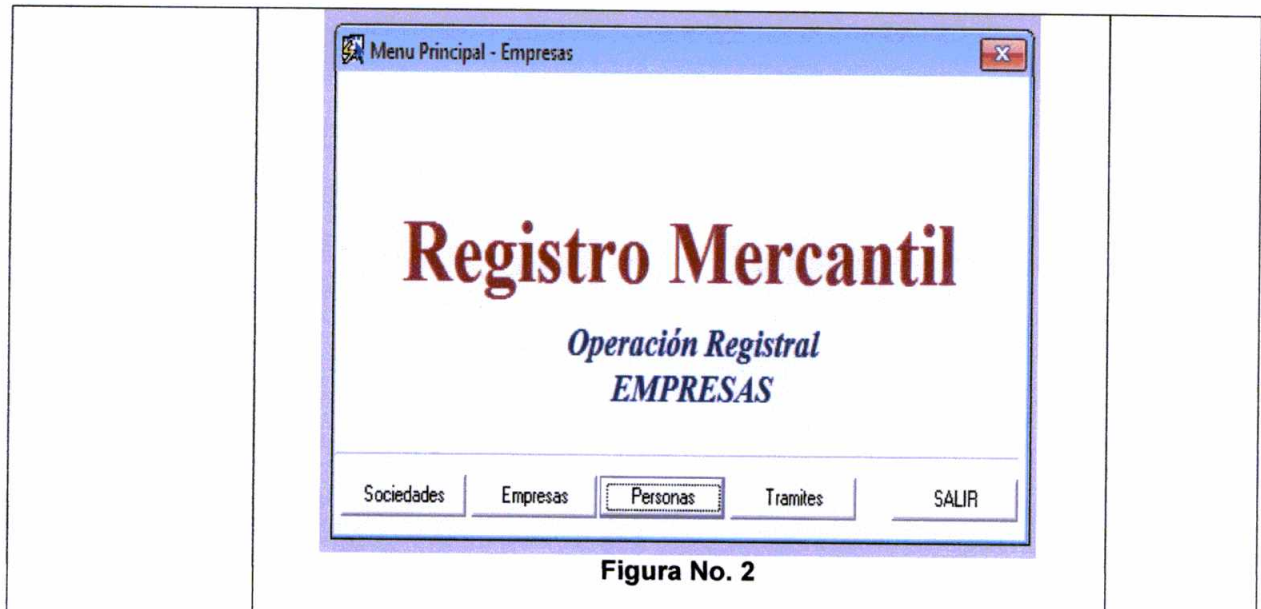 Menu Principal - Empresas
Registro Mercantil
Operación Registral
EMPRESAS
Sociedades Empresas Personas Tramites SALIR
Figura No. 2